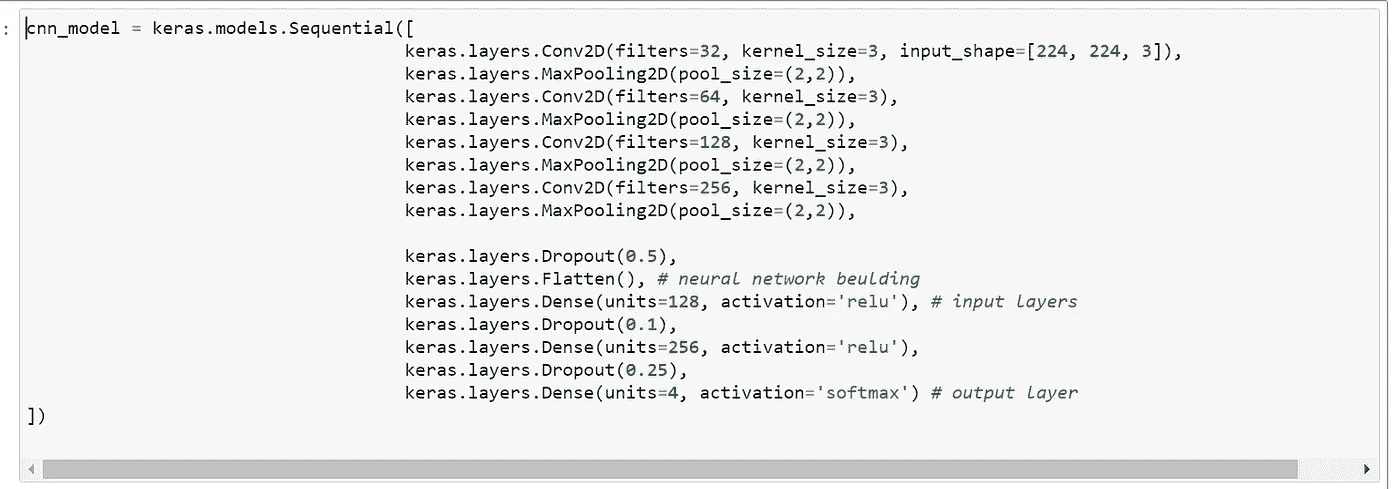 :
cnn_model = keras.models.Sequential([
keras.layers.Conv2D(filters=32, kernel_size=3, input_shape=[224, 224, 3]),
keras.layers.MaxPooling2D(pool_size=(2,2)),
keras.layers.Conv2D(filters=64, kernel_size=3),
keras.layers.MaxPooling2D(pool_size=(2,2)),
keras.layers.Conv2D(filters=128, kernel_size=3),
keras.layers.MaxPooling2D(pool_size=(2,2)),
keras.layers.Conv2D(filters=256, kernel_size=3),
keras.layers.MaxPooling2D(pool_size=(2,2)),
keras.layers.Dropout(0.5),
keras.layers.Flatten(), # neural network beulding
keras.layers.Dense(units=128, activation='relu'), # input layers
keras.layers.Dropout(0.1),
keras.layers.Dense(units=256, activation='relu'),
keras.layers.Dropout(0.25),
keras.layers.Dense(units=4, activation='softmax') # output layer
])